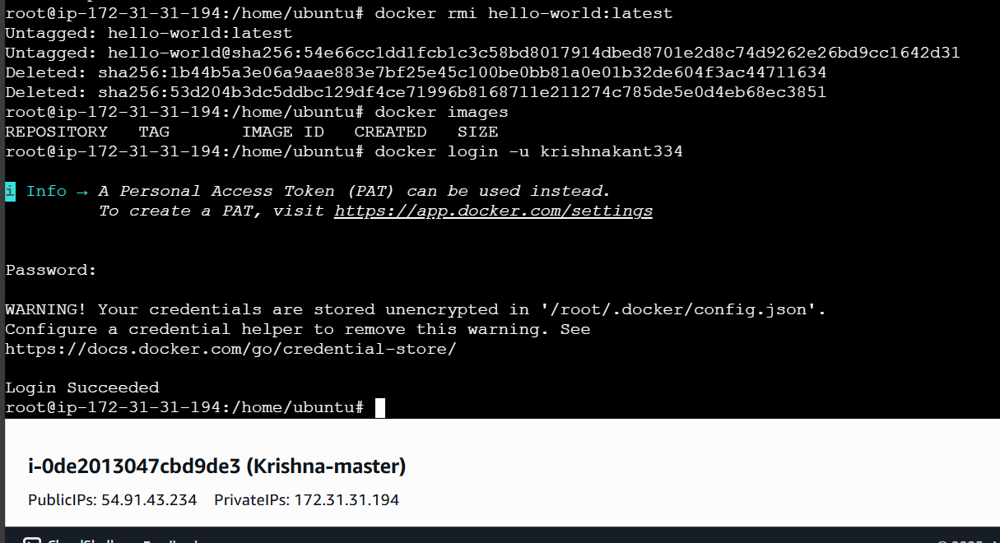 root@ip-172-31-31-194:/home/ubuntu# docker rmi hello-world:latest
Untagged: hello-world:latest
Untagged: hello-world@sha256:54e66cc1dd1fcb1c3c58bd8017914dbed8701e2d8c74d9262e26bd9cc1642d31
Deleted: sha256:1b44b5a3e06a9aae883e7bf25e45c100be0bb81a0e01b32de604f3ac44711634
Deleted: sha256:53d204b3dc5ddbc129df4ce71996b8168711e211274c785de5e0d4eb68ec3851
root@ip-172-31-31-194:/home/ubuntu# docker images
REPOSITORY   TAG       IMAGE ID   CREATED   SIZE
root@ip-172-31-31-194:/home/ubuntu# docker login -u krishnakant334
i Info → A Personal Access Token (PAT) can be used instead.
To create a PAT, visit https://app.docker.com/settings
Password:
WARNING! Your credentials are stored unencrypted in '/root/.docker/config.json'.
Configure a credential helper to remove this warning. See
https://docs.docker.com/go/credential-store/
Login Succeeded
root@ip-172-31-31-194:/home/ubuntu#
i-0de2013047cbd9de3 (Krishna-master)
PublicIPs: 54.91.43.234 PrivateIPs: 172.31.31.194